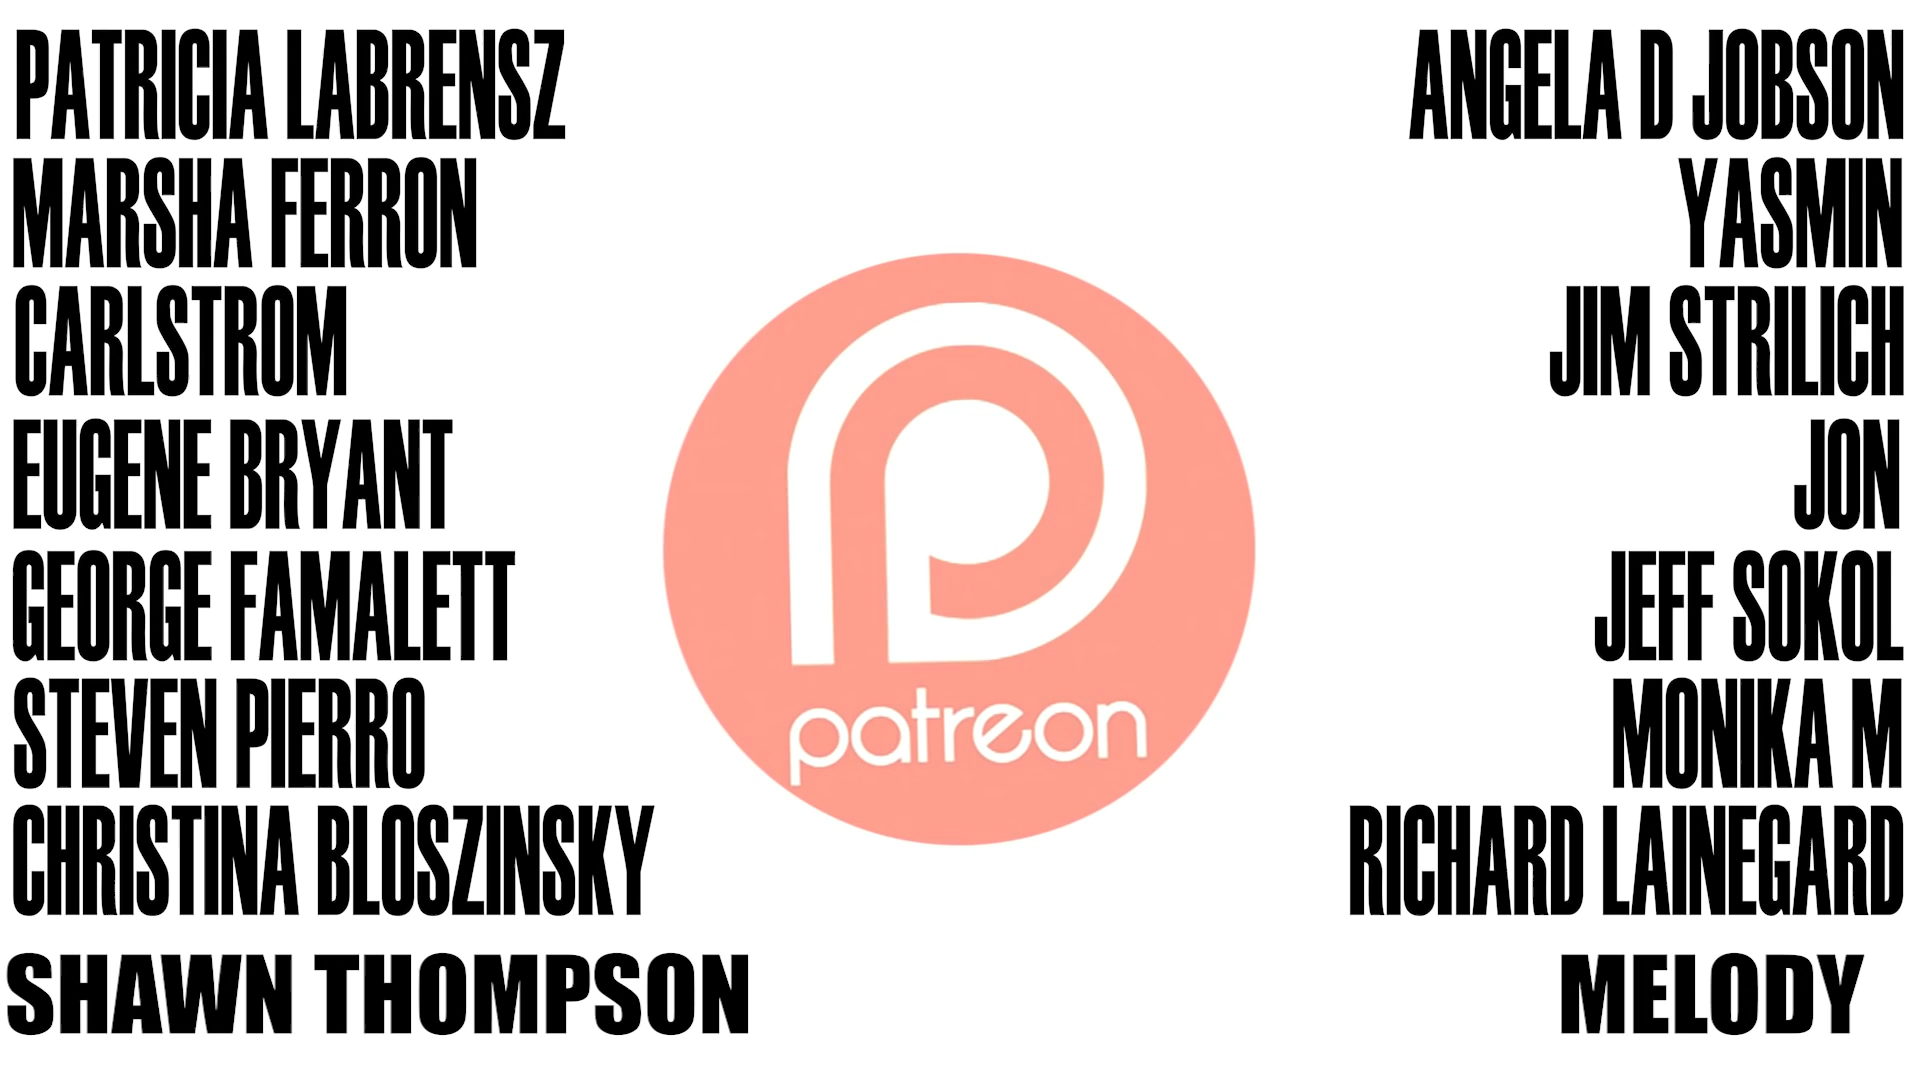 PATRICIA LABRENSZ
MARSHA FERRON
CARLSTROM
EUGENE BRYANT
GEORGE FAMALETT
STEVEN PIERRO
CHRISTINA BLOSZINSKY
SHAWN THOMPSON
patreon
ANGELA D JOBSON
YASMIN
JIM STRILICH
JON
JEFF SOKOL
MONIKA M
RICHARD LAINEGARD
MELODY